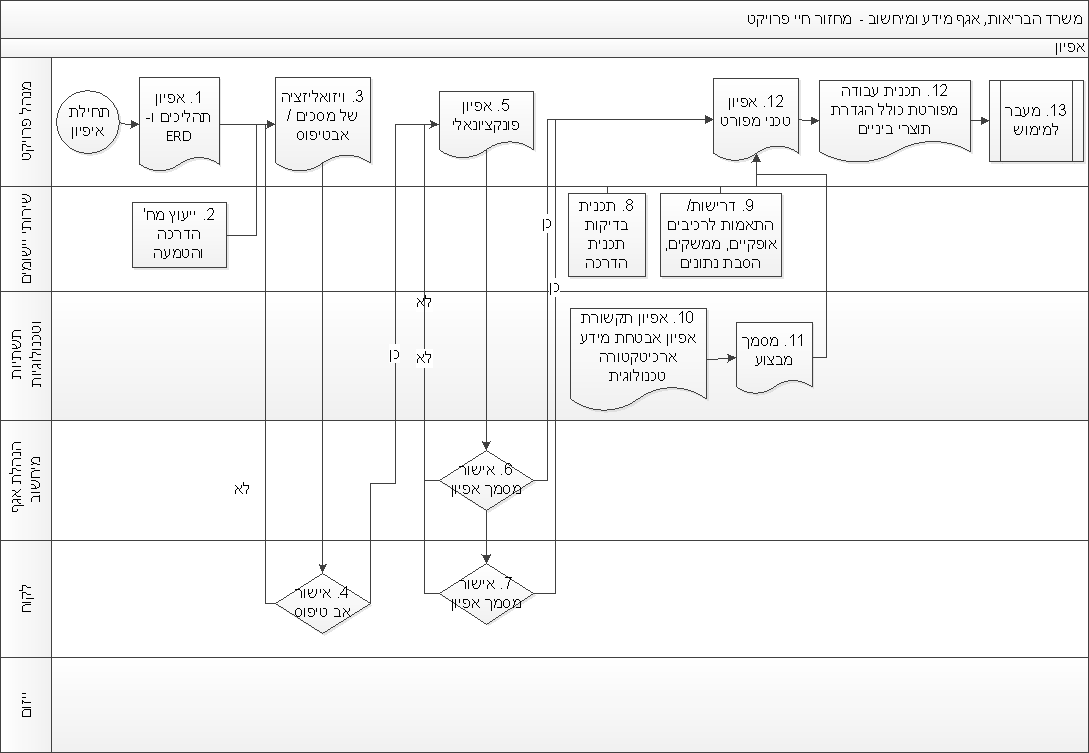 משרד הבריאות, אגף מידע ומיחשוב - מחזור חיי פרויקט
אפיון
מנהל פרויקט
תחילת
איפיון
1. אפיון
תהליכים ו-
ERD
3. ויזואליזציה
של מסכים /
אבטיפוס
5. אפיון
פונקציונאלי
12. אפיון
טכני מפורט
12. תכנית עבודה
מפורטת כולל הגדרת
תוצרי ביניים
13. מעבר
למימוש
שירותי יישומים
2. ייעוץ מח'
הדרכה
והטמעה
8. תכנית
בדיקות
תכנית
הדרכה
9. דרישות/
התאמות לרכיבים
אופקיים, ממשקים,
הסבת נתונים
כן
כן
לא
תשתיות
וטכנולוגיות
כן
לא
10. אפיון תקשורת
אפיון אבטחת מידע
ארכיטקטורה
טכנולוגית
11. מסמך
מבצוע
הנהלת אגף
מיחשוב
לא
6. אישור
מסמך אפיון
לקוח
4. אישור
אב טיפוס
7. אישור
מסמך אפיון
ייזום